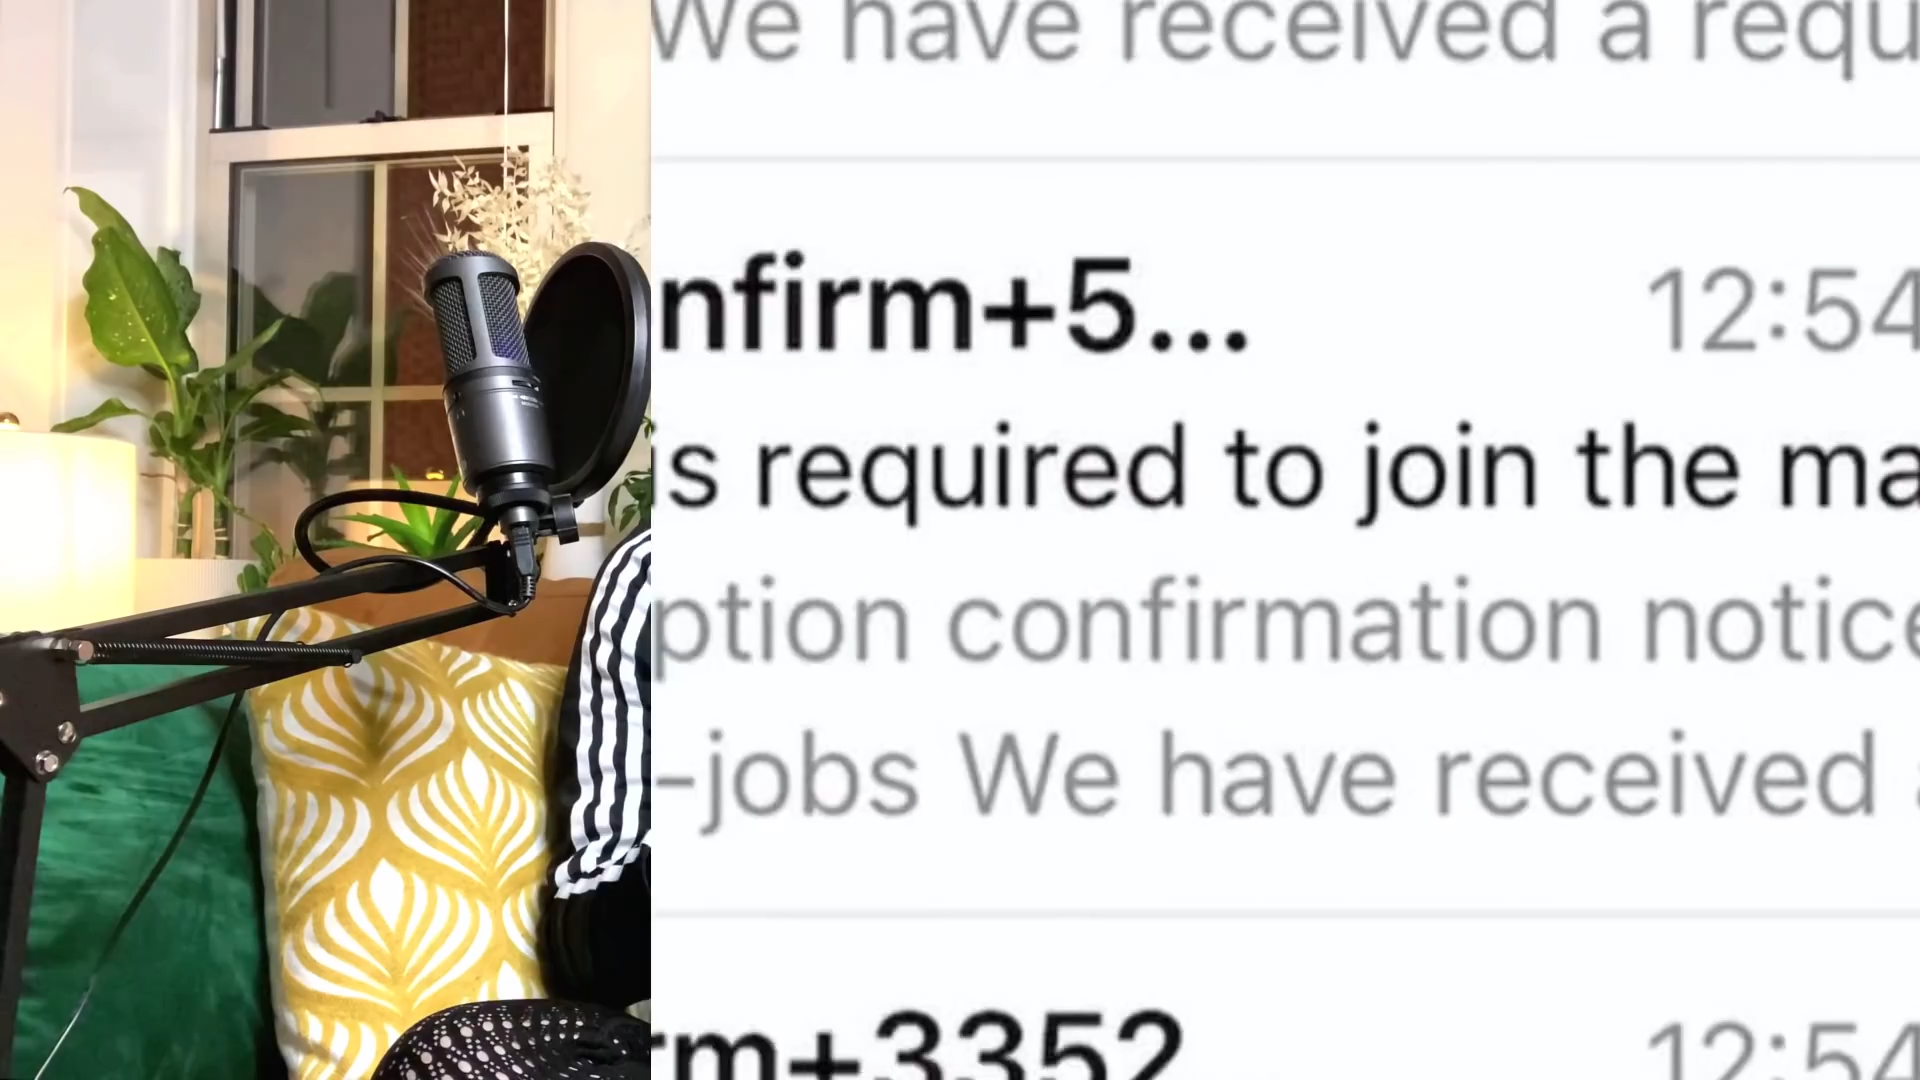 We have received a requ
nfirm+5...
12:54
is required to join the ma
ption confirmation notice
-jobs We have received
rm+3352...
12:54